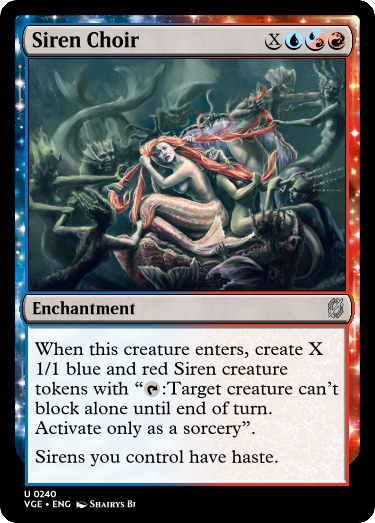 Siren Choir X
Enchantment
When this creature enters, create X
1/1 blue and red Siren creature
tokens with “:Target creature can’t
block alone until end of turn.
Activate only as a sorcery”.
Sirens you control have haste.
U 0240
VGE • ENG Shairys Bi